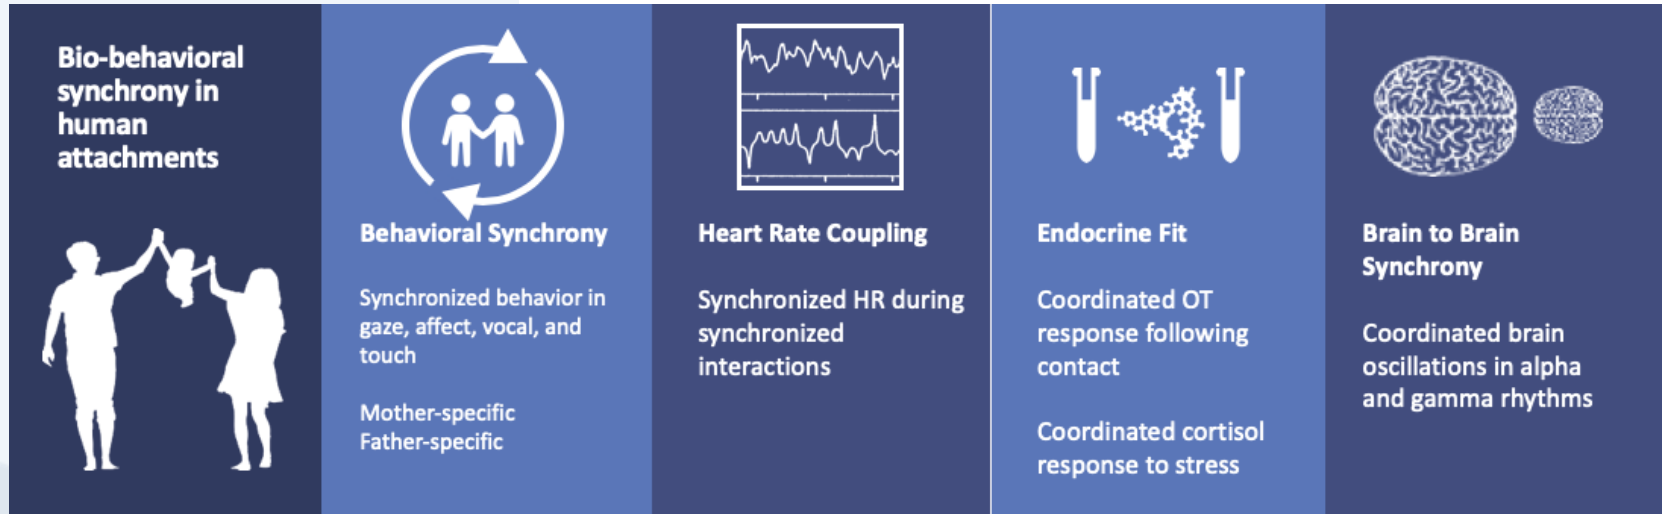 Bio-behavioral
synchrony in
human
attachments
Behavioral Synchrony
Synchronized behavior in
gaze, affect, vocal, and
touch
Mother-specific
Father-specific
Heart Rate Coupling
Synchronized HR during
synchronized
interactions
Endocrine Fit
Coordinated OT
response following
contact
Coordinated cortisol
response to stress
Brain to Brain
Synchrony
Coordinated brain
oscillations in alpha
and gamma rhythms